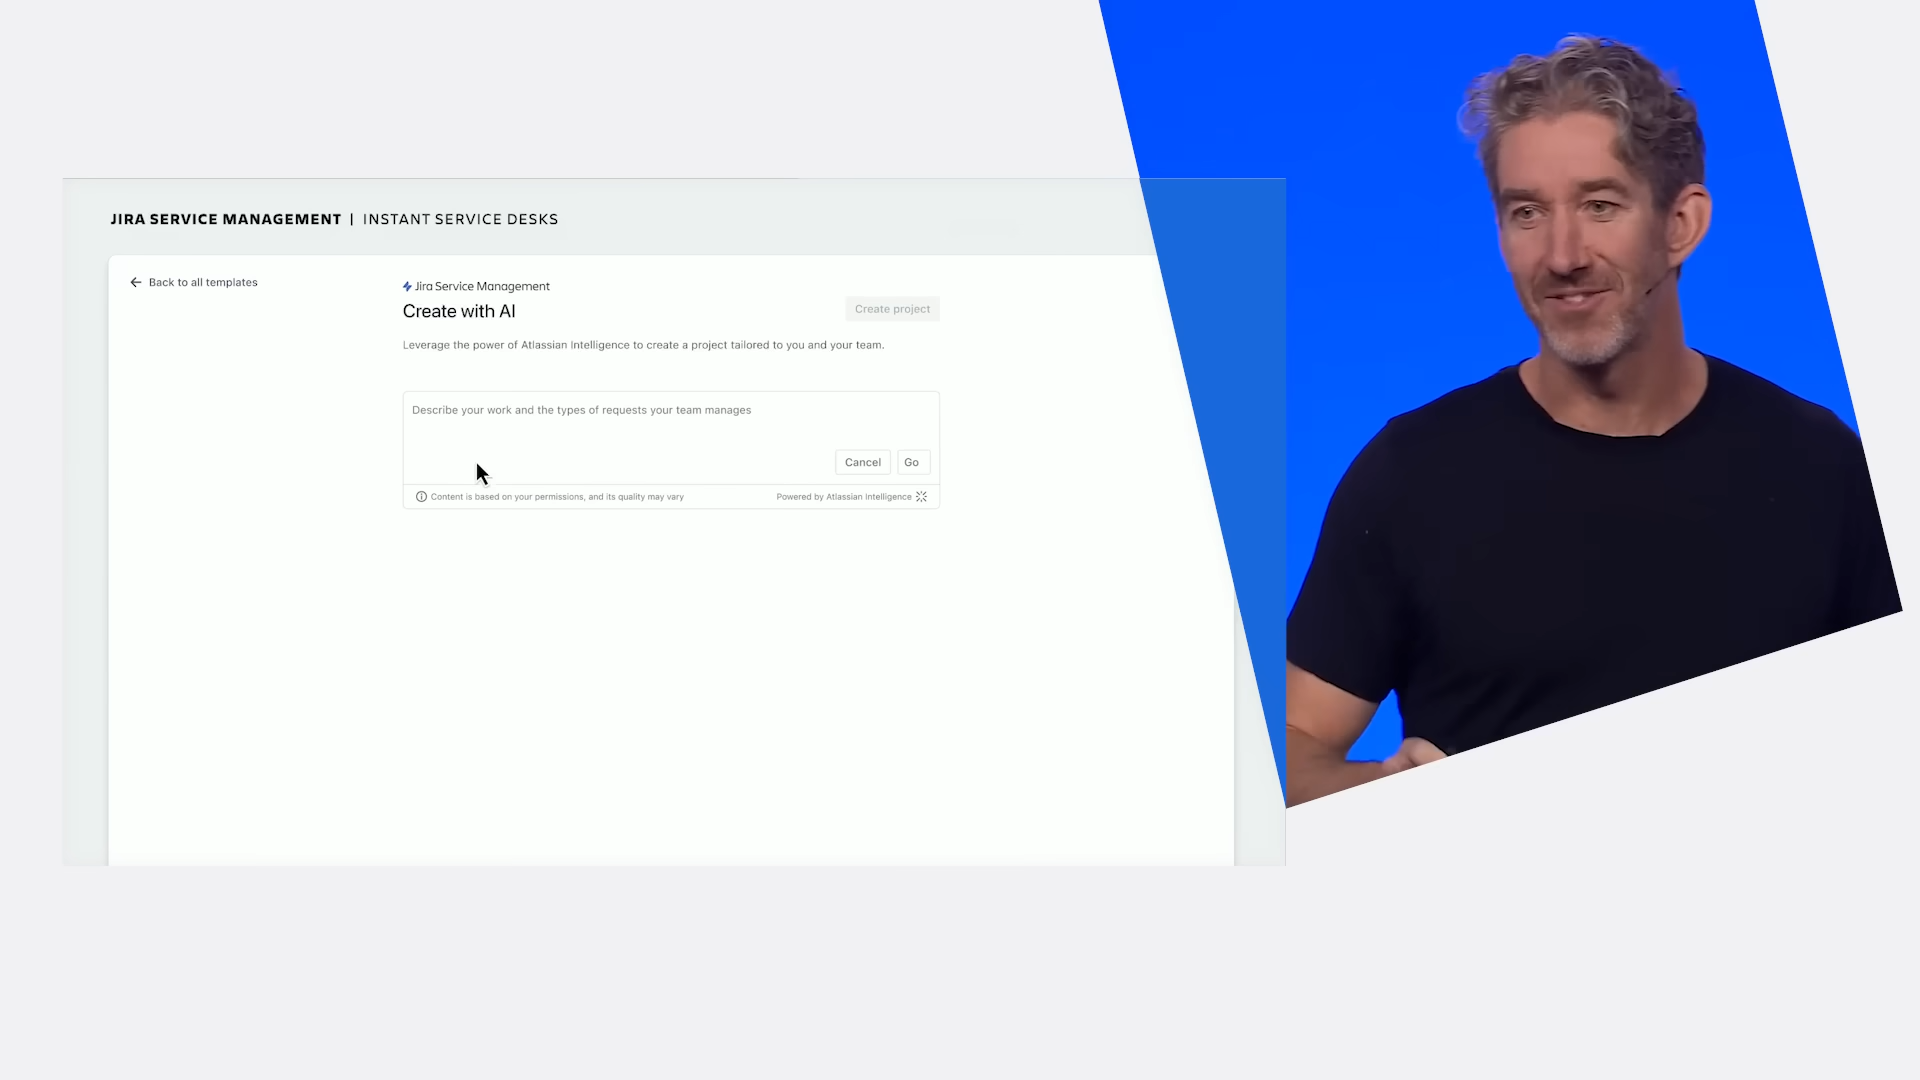 JIRA SERVICE MANAGEMENT | INSTANT SERVICE DESKS
Back to all templates
Jira Service Management
Create with AI
Create project
Leverage the power of Atlassian Intelligence to create a project tailored to you and your team.
Describe your work and the types of requests your team manages
Cancel
Go
Content is based on your permissions, and its quality may vary
Powered by Atlassian Intelligence